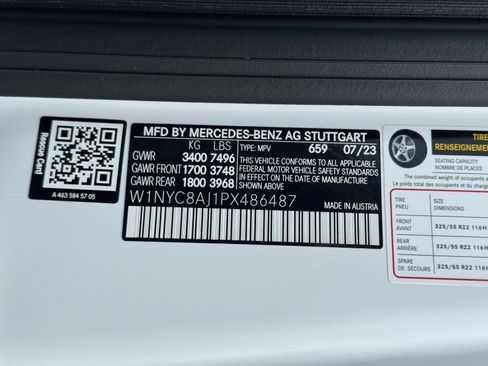 Rescue Card
A 463 584 57 05
MFD BY MERCEDES-BENZ AG STUTTGART
KG LBS TYPE: MPV 659 07/23
GWWR 3400 7496
GAWR FRONT 1700 3748
GAWR REAR 1800 3968
THIS VEHICLE CONFORMS TO ALL APPLICABLE
FEDERAL MOTOR VEHICLE SAFETY STANDARDS
IN EFFECT ON THE DATE OF MANUFACTURE
SHOWN ABOVE.
W1NYC8AJ1PX486487
MADE IN AUSTRIA
TIRE
RENSEIGNEME
SEATING CAPACITY
NOMBRE DE PLACES
The combined weight of occupants a
Le poids total des occupants et
TIRE
PNEU
SIZE
DIMENSIONS
FRONT
AVANT
325/55 R22 116H
REAR
ARRIÈRE
325/55 R22 116H
SPARE
DE SECOURS
325/55 R22 116H